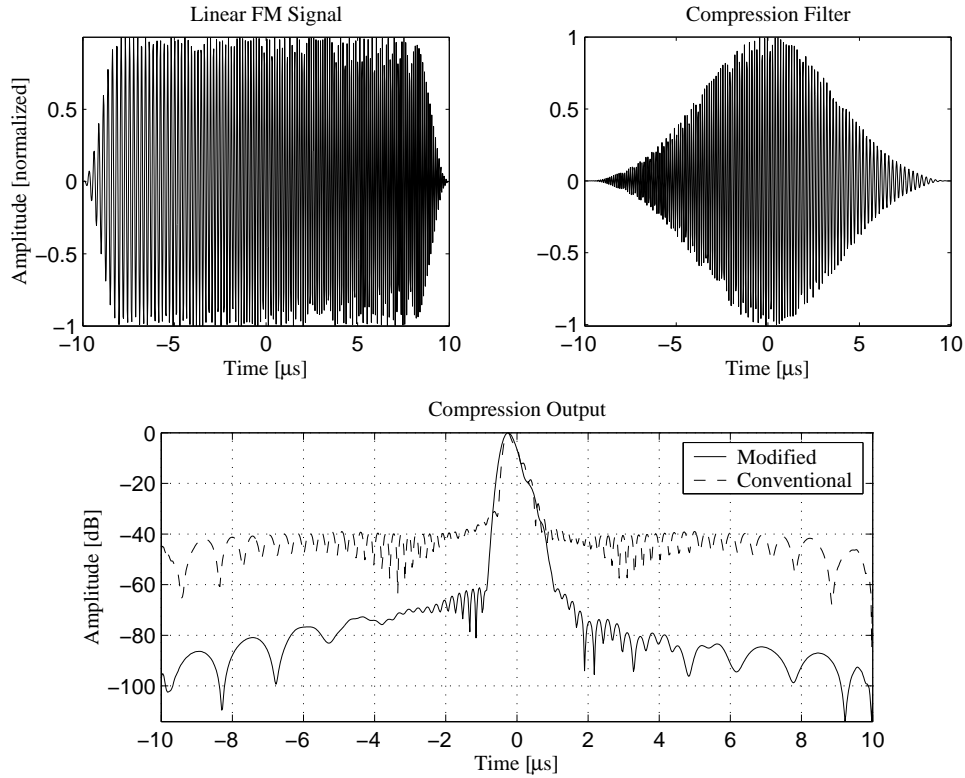 Linear FM Signal
Amplitude [normalized]
0.5
0
−0.5
−1
−10 −5 0 5 10
Time [μs]
Compression Filter
1
0.5
0
−0.5
−1
−10 −5 0 5 10
Time [μs]
Compression Output
Amplitude [dB]
0
−20
−40
−60
−80
−100
−10 −8 −6 −4 −2 0 2 4 6 8 10
Time [μs]
Modified
Conventional